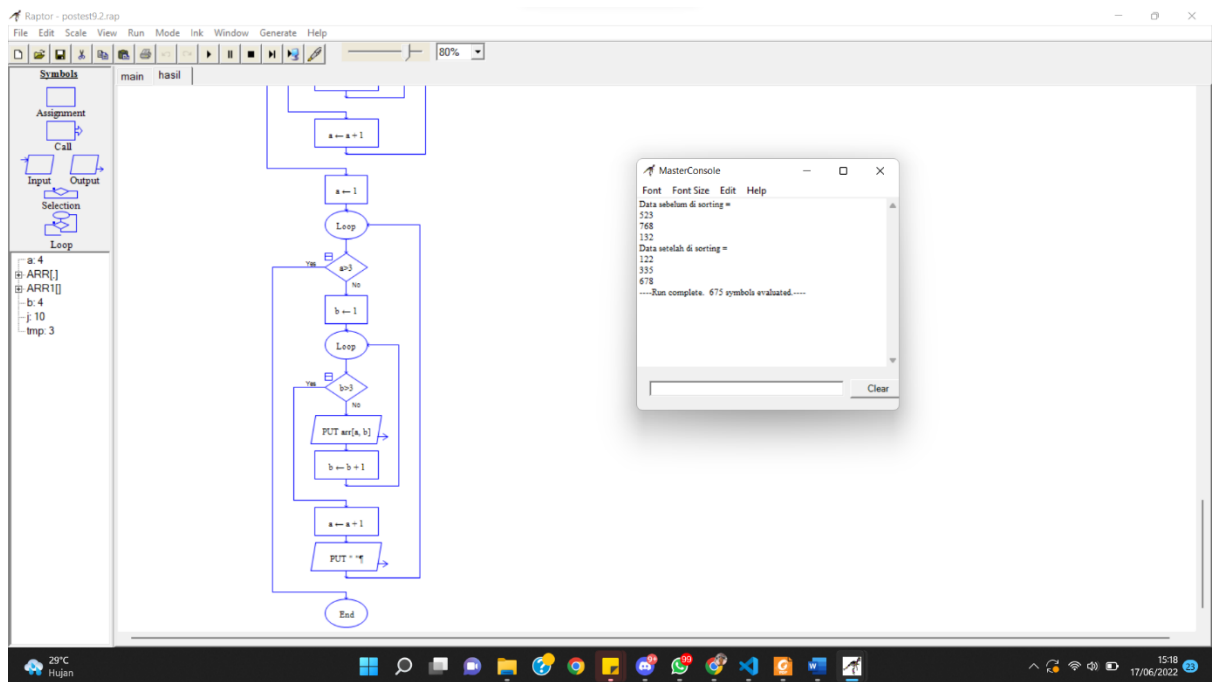 Raptor - postest9.2.rap
File Edit Scale View Run Mode Ink Window Generate Help
80%
Symbols
Assignment
Call
Input Output
Selection
Loop
a: 4
ARR[,]
ARR1[]
b: 4
j: 10
tmp: 3
main hasil
a ← a + 1
a ← 1
Loop
Yes a>3
No
b ← 1
Loop
Yes b>3
No
PUT arr[a, b]
b ← b + 1
a ← a + 1
PUT " "¶
End
MasterConsole
Font Font Size Edit Help
Data sebelum di sorting =
523
768
132
Data setelah di sorting =
122
335
678
----Run complete. 675 symbols evaluated.----
Clear
29°C
Hujan
15:18
17/06/2022
23